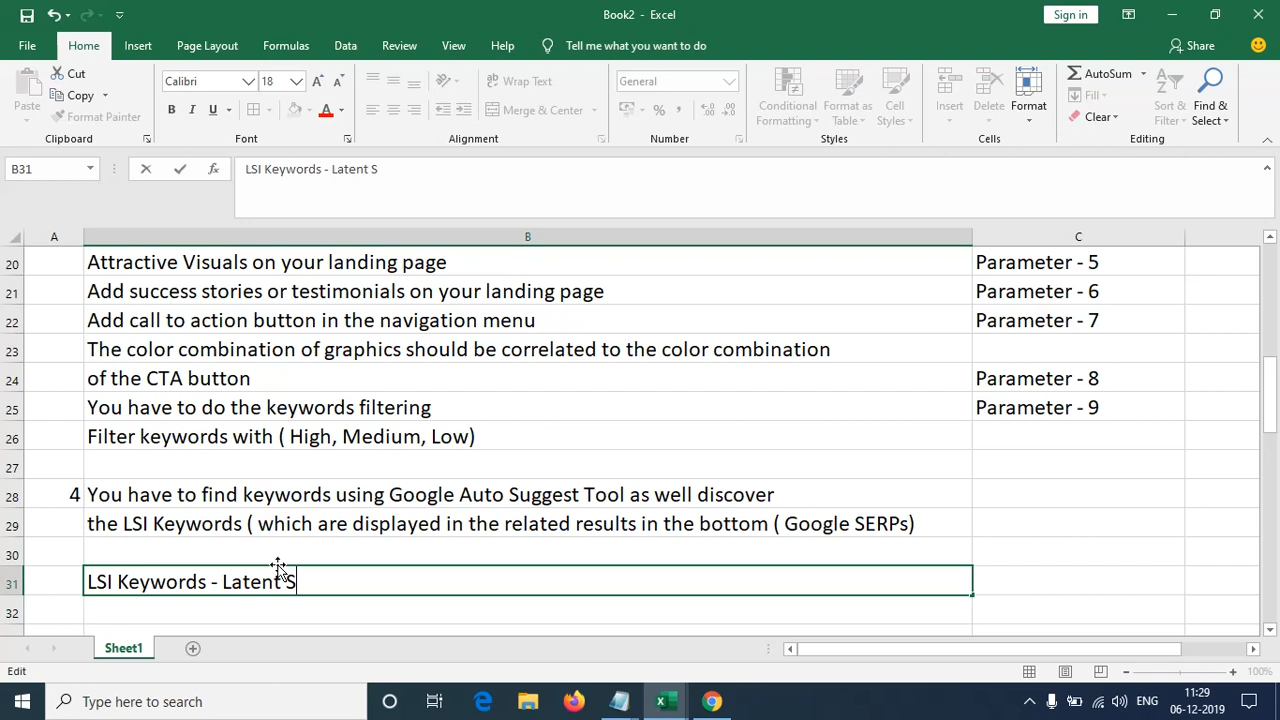 Book2 - Excel
Sign in
File Home Insert Page Layout Formulas Data Review View Help Tell me what you want to do Share
Paste Cut Copy Format Painter Clipboard
Calibri 18 A A B I U A Font
ab Wrap Text Merge & Center Alignment
General % , Number
Conditional Formatting Format as Table Cell Styles Styles
Insert Delete Format Cells
AutoSum Fill Clear Sort & Filter Find & Select Editing
B31 fx LSI Keywords - Latent S
A B C
20 Attractive Visuals on your landing page Parameter - 5
21 Add success stories or testimonials on your landing page Parameter - 6
22 Add call to action button in the navigation menu Parameter - 7
23 The color combination of graphics should be correlated to the color combination
24 of the CTA button Parameter - 8
25 You have to do the keywords filtering Parameter - 9
26 Filter keywords with ( High, Medium, Low)
27
28 4 You have to find keywords using Google Auto Suggest Tool as well discover
29 the LSI Keywords ( which are displayed in the related results in the bottom ( Google SERPs)
30
31 LSI Keywords - Latent S
32
Sheet1
Edit 100%
Type here to search ENG 11:29
06-12-2019